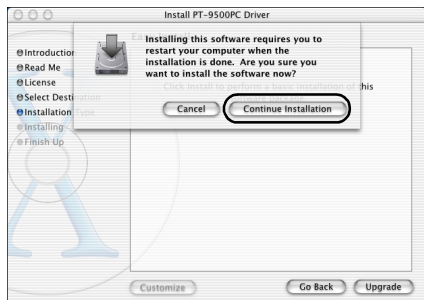 Install PT-9500PC Driver
Installing this software requires you to
restart your computer when the
installation is done. Are you sure you
want to install the software now?
Cancel
Continue Installation
Introduction
Read Me
License
Select Desti
Installation Type
Installing
Finish Up
Click Install to perform a basic installation of this
Customize
Go Back
Upgrade